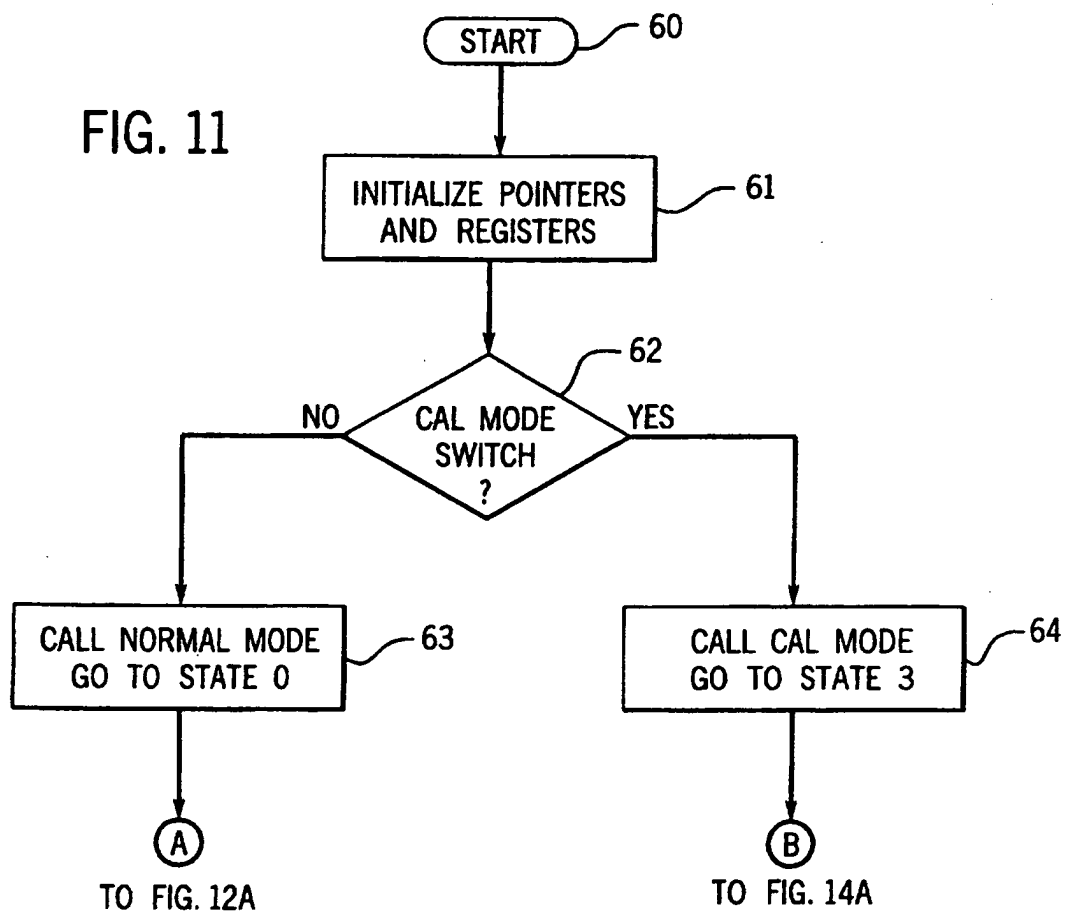 START
60
FIG. 11
INITIALIZE POINTERS
AND REGISTERS
61
62
NO
CAL MODE
SWITCH
?
YES
CALL NORMAL MODE
GO TO STATE 0
63
CALL CAL MODE
GO TO STATE 3
64
A
B
TO FIG. 12A
TO FIG. 14A